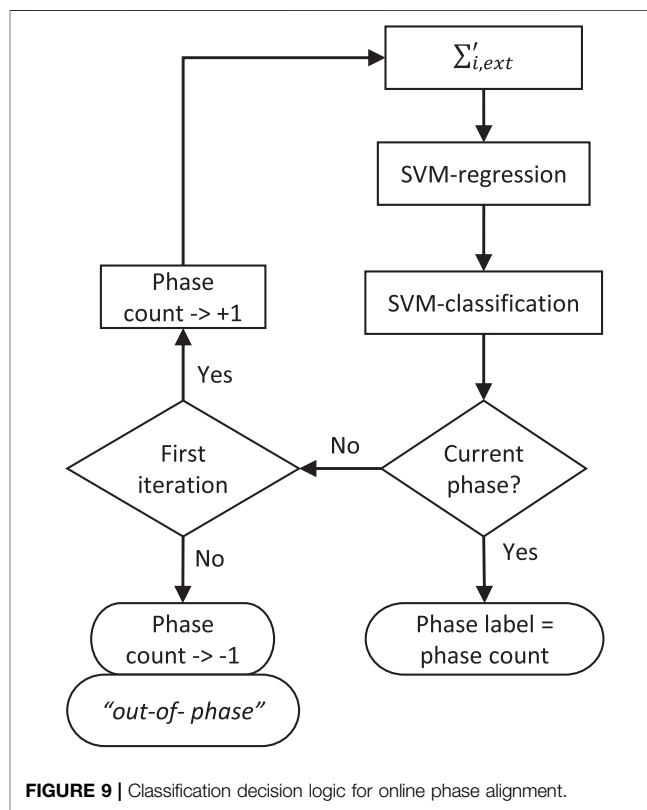 Σ′i,ext
SVM-regression
SVM-classification
Current
phase?
Yes
Phase label =
phase count
No
First
iteration
Yes
Phase
count -> +1
No
Phase
count -> -1
“out-of- phase”
FIGURE 9 | Classification decision logic for online phase alignment.